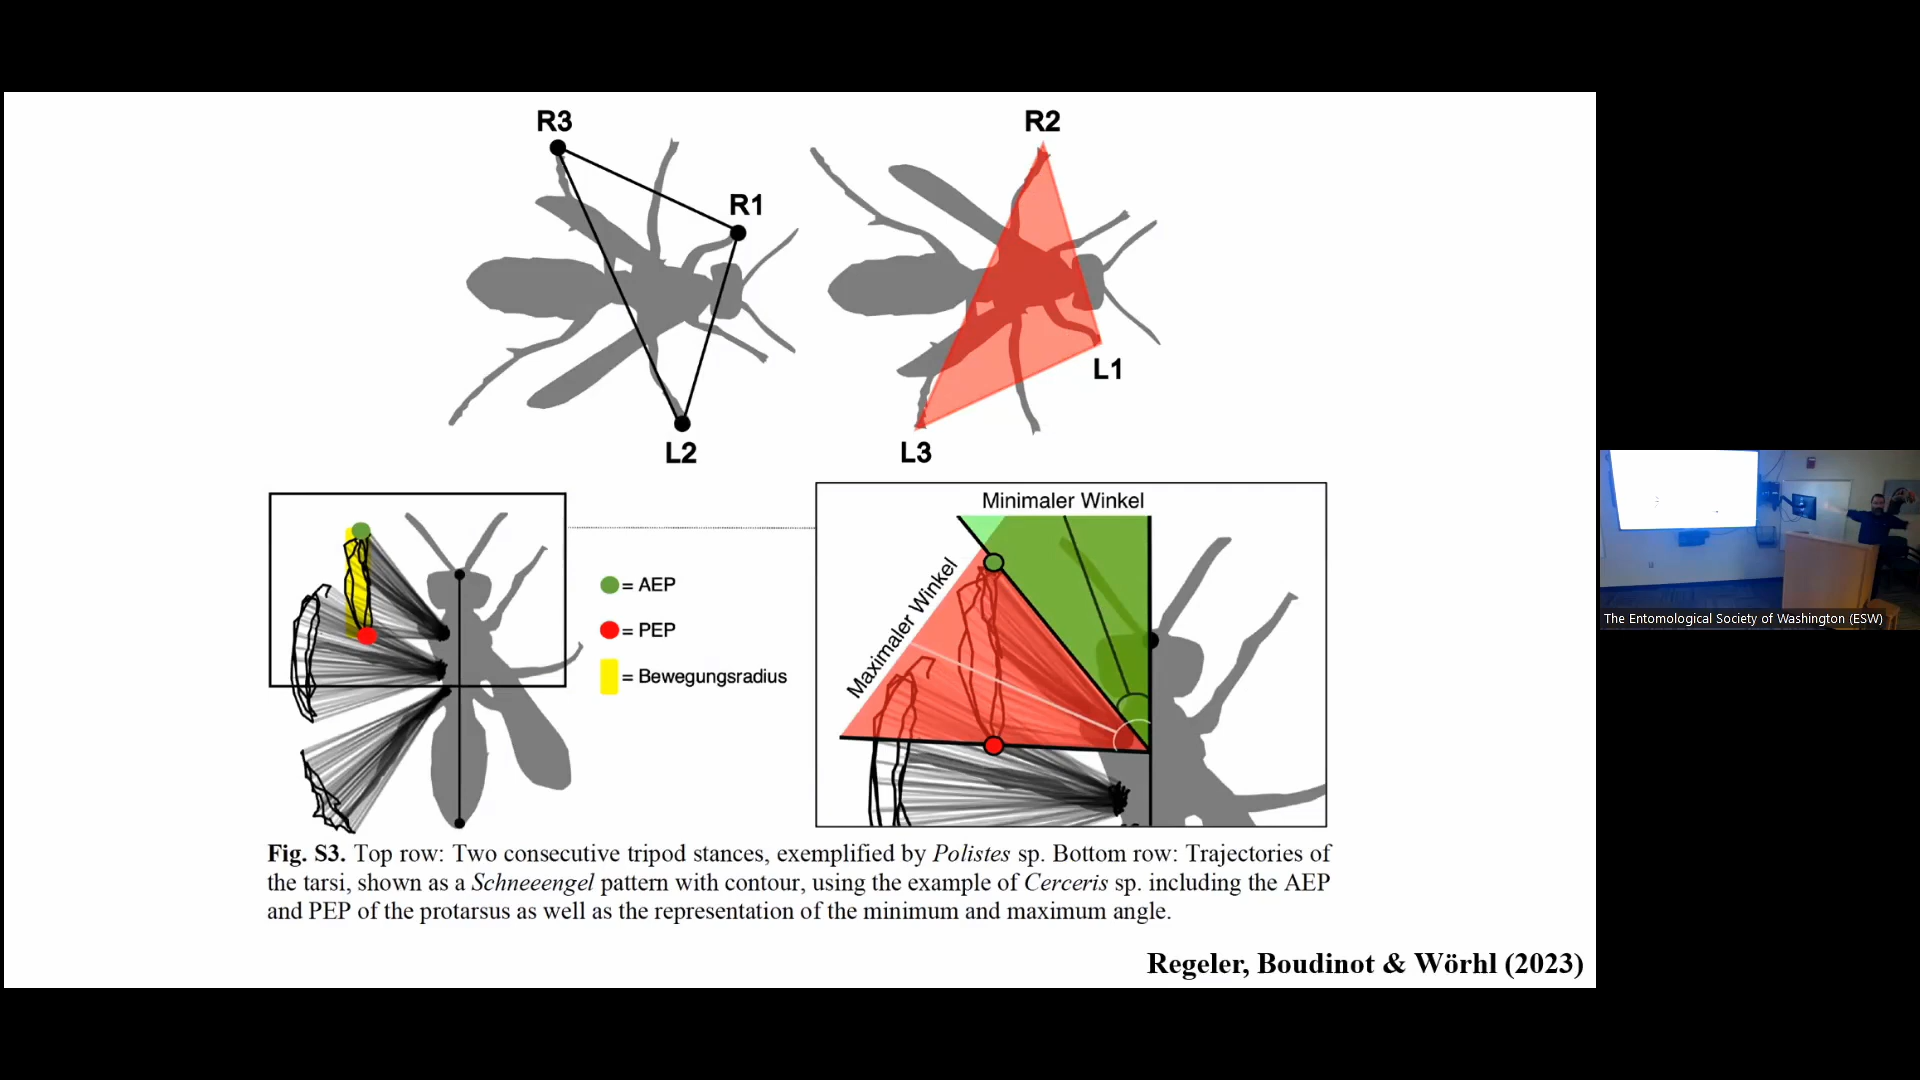 R3
R2
R1
L1
L2
L3
Minimaler Winkel
Maximaler Winkel
= AEP
= PEP
= Bewegungsradius
The Entomological Society of Washington (ESW)
Fig. S3. Top row: Two consecutive tripod stances, exemplified by Polistes sp. Bottom row: Trajectories of
the tarsi, shown as a Schneeengel pattern with contour, using the example of Cerceris sp. including the AEP
and PEP of the protarsus as well as the representation of the minimum and maximum angle.
Regeler, Boudinot & Wörhl (2023)